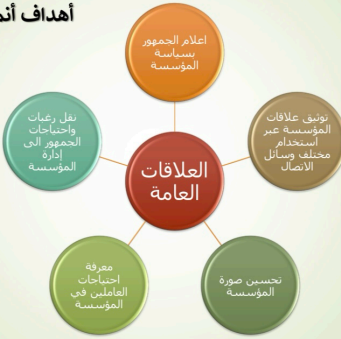 أهداف
اعلام الجمهور
بسياسة
المؤسسة
توثيق علاقات
المؤسسة عبر
استخدام
مختلف وسائل
الاتصال
تحسين صورة
المؤسسة
معرفة
احتياجات
العاملين في
المؤسسة
نقل رغبات
واحتياجات
الجمهور الى
إدارة
المؤسسة
العلاقات
العامة